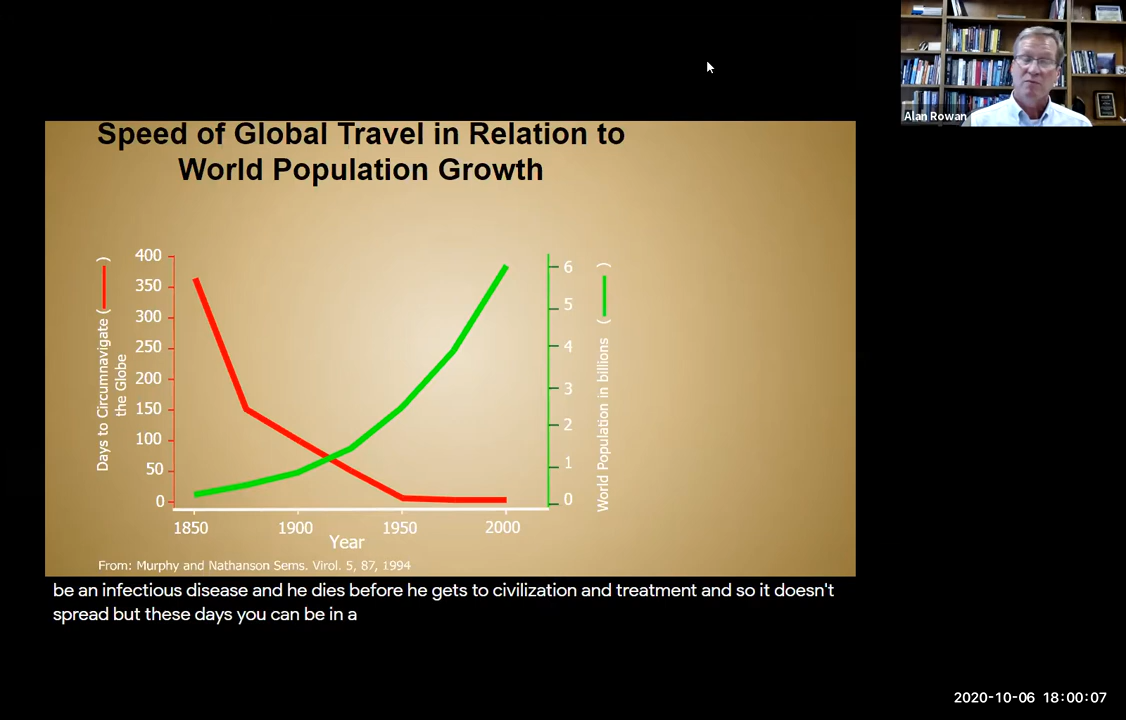 Alan Rowan
Speed of Global Travel in Relation to
World Population Growth
Days to Circumnavigate ( )
the Globe
400
350
300
250
200
150
100
50
0
6
5
4
3
2
1
0
World Population in billions ( )
1850 1900 1950 2000
Year
From: Murphy and Nathanson Sems. Virol. 5, 87, 1994
be an infectious disease and he dies before he gets to civilization and treatment and so it doesn't
spread but these days you can be in a
2020-10-06 18:00:07